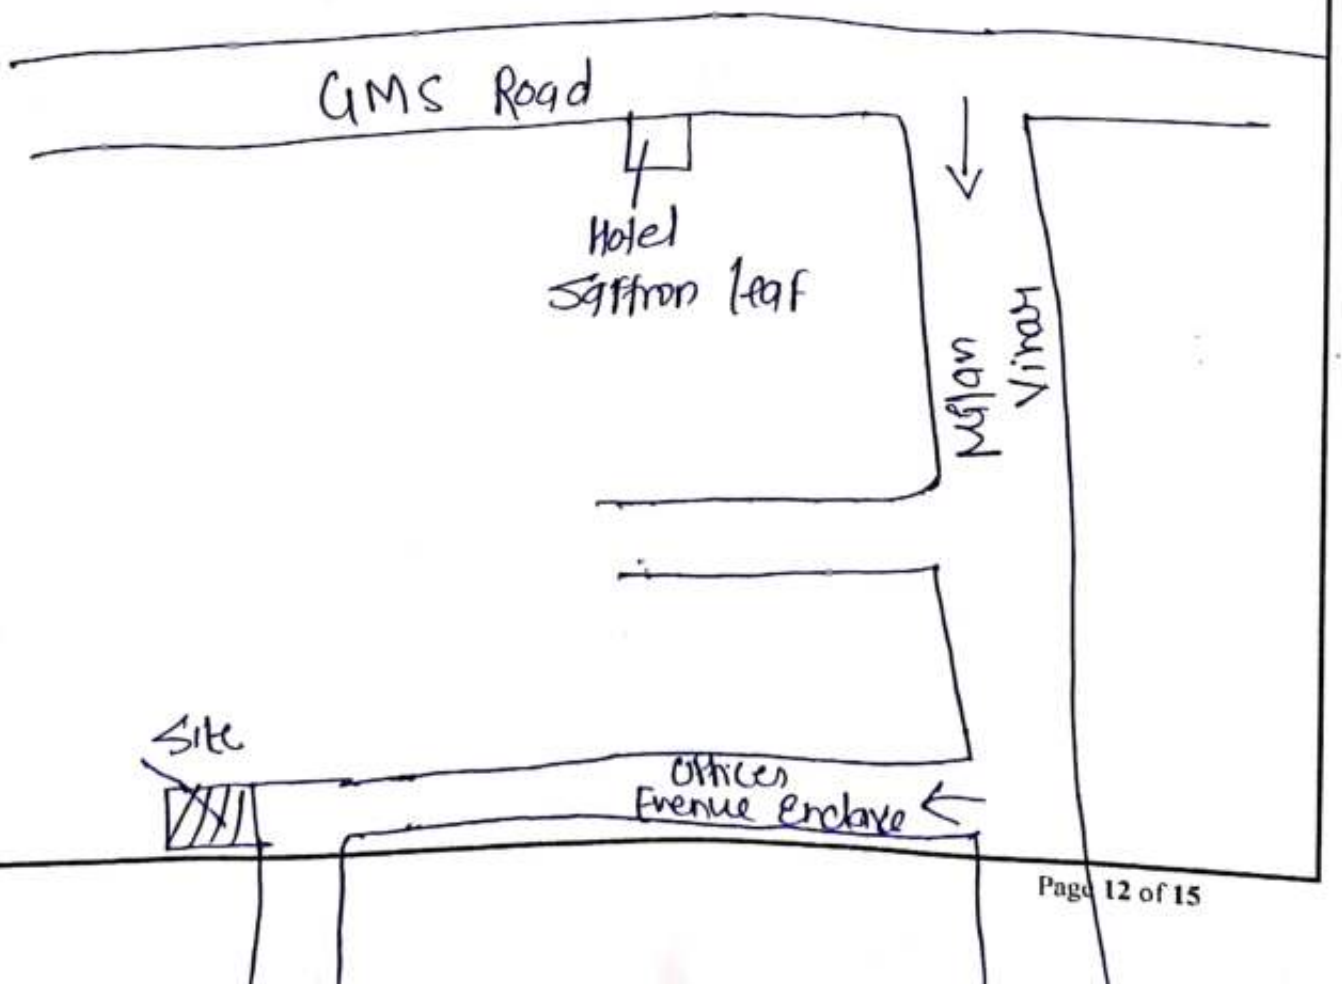 GMS Road
Hotel
Saffron leaf
Milan
Vihar
Site
Offices
Evenue Enclave
Page 12 of 15